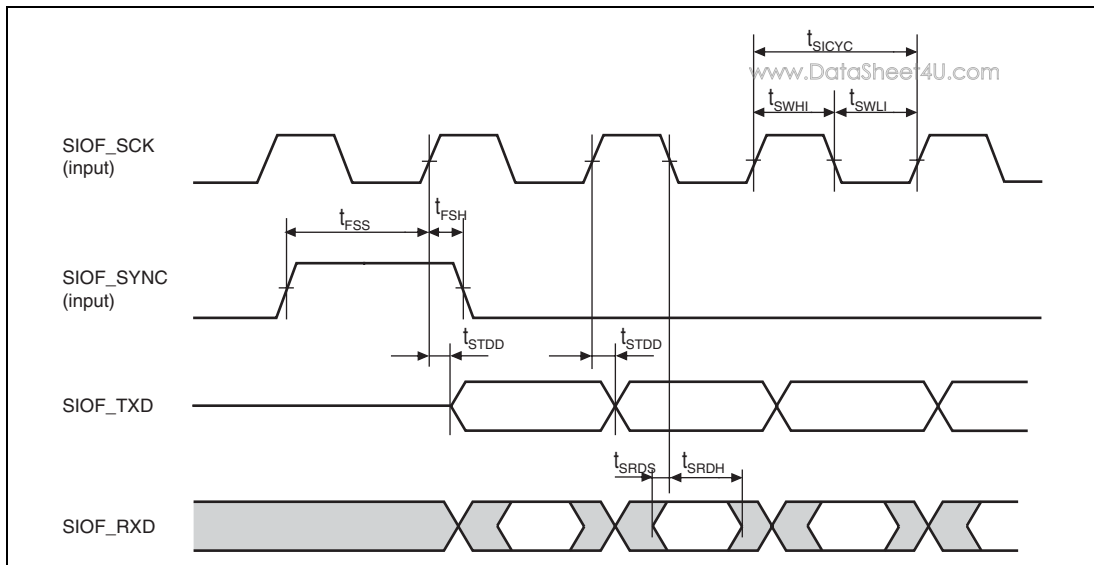 tSICYC
www.DataSheet4U.com
tSWHI
tSWLI
SIOF_SCK
(input)
tFSS
tFSH
SIOF_SYNC
(input)
tSTDD
tSTDD
SIOF_TXD
tSRDS
tSRDH
SIOF_RXD